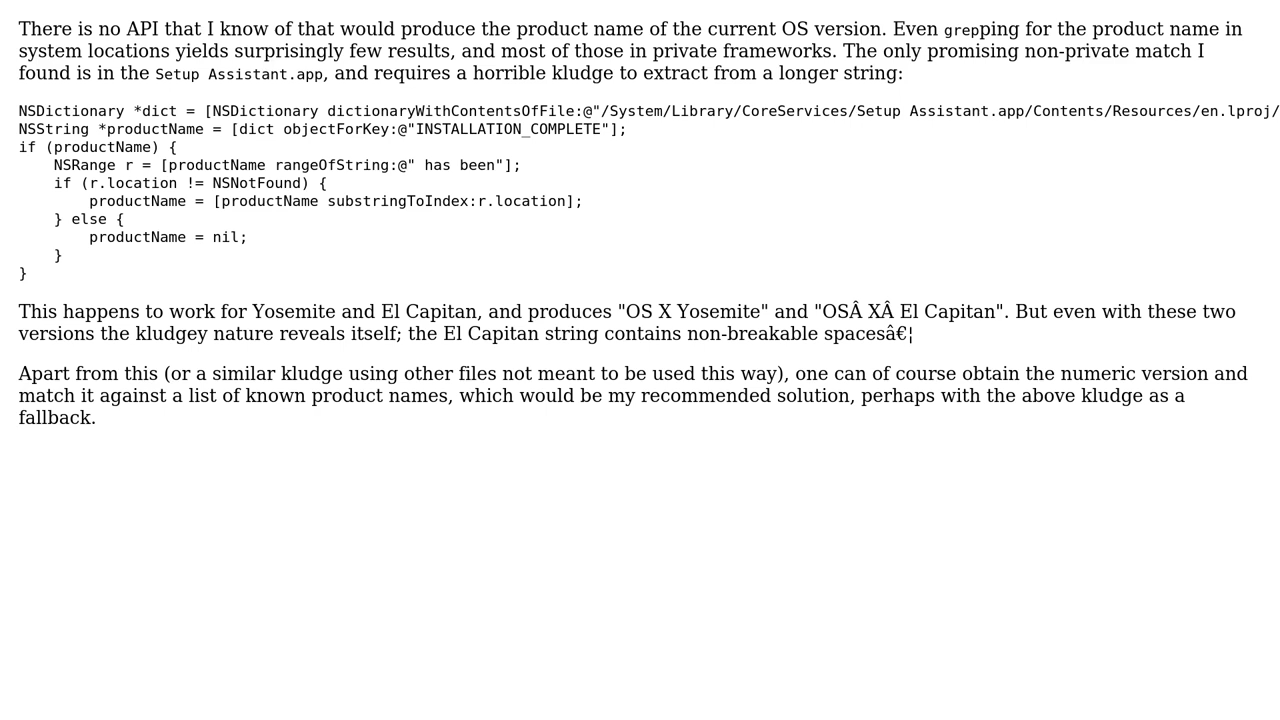 There is no API that I know of that would produce the product name of the current OS version. Even grepping for the product name in
system locations yields surprisingly few results, and most of those in private frameworks. The only promising non-private match I
found is in the Setup Assistant.app, and requires a horrible kludge to extract from a longer string:
NSDictionary *dict = [NSDictionary dictionaryWithContentsOfFile:@"/System/Library/CoreServices/Setup Assistant.app/Contents/Resources/en.lproj/
NSString *productName = [dict objectForKey:@"INSTALLATION_COMPLETE"];
if (productName) {
    NSRange r = [productName rangeOfString:@" has been"];
    if (r.location != NSNotFound) {
        productName = [productName substringToIndex:r.location];
    } else {
        productName = nil;
    }
}
This happens to work for Yosemite and El Capitan, and produces "OS X Yosemite" and "OSÂ XÂ El Capitan". But even with these two
versions the kludgey nature reveals itself; the El Capitan string contains non-breakable spacesâ€¦
Apart from this (or a similar kludge using other files not meant to be used this way), one can of course obtain the numeric version and
match it against a list of known product names, which would be my recommended solution, perhaps with the above kludge as a
fallback.